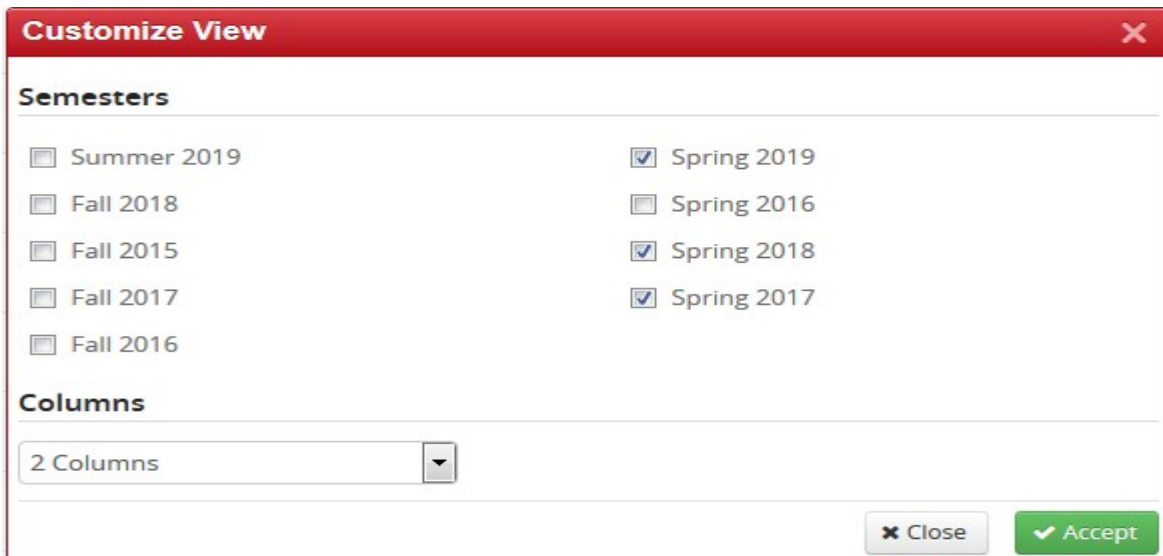 Customize View
Semesters
Summer 2019
Spring 2019
Fall 2018
Spring 2016
Fall 2015
Spring 2018
Fall 2017
Spring 2017
Fall 2016
Columns
2 Columns
Close
Accept